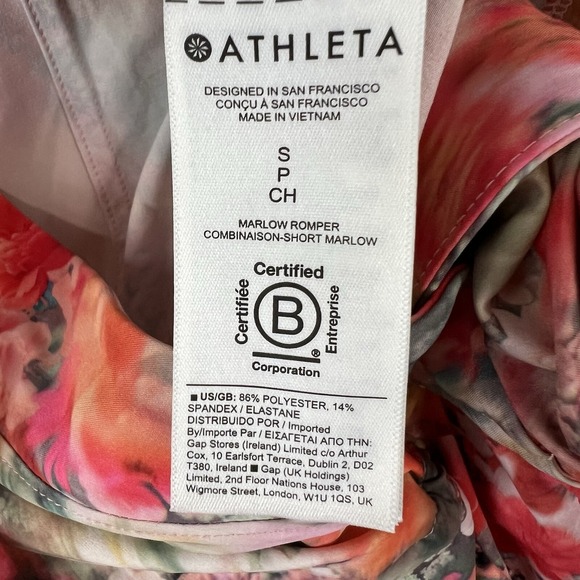 ATHLETA
DESIGNED IN SAN FRANCISCO
CONÇU À SAN FRANCISCO
MADE IN VIETNAM
S
P
CH
MARLOW ROMPER
COMBINAISON-SHORT MARLOW
Certified
Certifiée
B
®
Entreprise
Corporation
■ US/GB: 86% POLYESTER, 14%
SPANDEX / ELASTANE
DISTRIBUIDO POR / Imported
By/Importe Par / ΕΙΣΑΓΕΤΑΙ ΑΠΟ ΤΗΝ:
Gap Stores (Ireland) Limited c/o Arthur
Cox, 10 Earlsfort Terrace, Dublin 2, D02
T380, Ireland ■ Gap (UK Holdings)
Limited, 2nd Floor Nations House, 103
Wigmore Street, London, W1U 1QS, UK